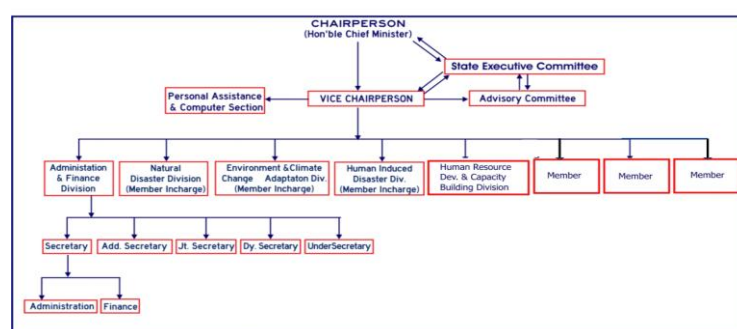 CHAIRPERSON
(Hon'ble Chief Minister)
State Executive Committee
Personal Assistance
& Computer Section
VICE CHAIRPERSON
Advisory Committee
Administation
& Finance
Division
Natural
Disaster Division
(Member Incharge)
Environment &Climate
Change Adaptaton Div.
(Member Incharge)
Human Induced
Disaster Div.
(Member Incharge)
Human Resource
Dev. & Capacity
Building Division
Member
Member
Member
Secretary
Add. Secretary
Jt. Secretary
Dy. Secretary
UnderSecretary
Administration
Finance